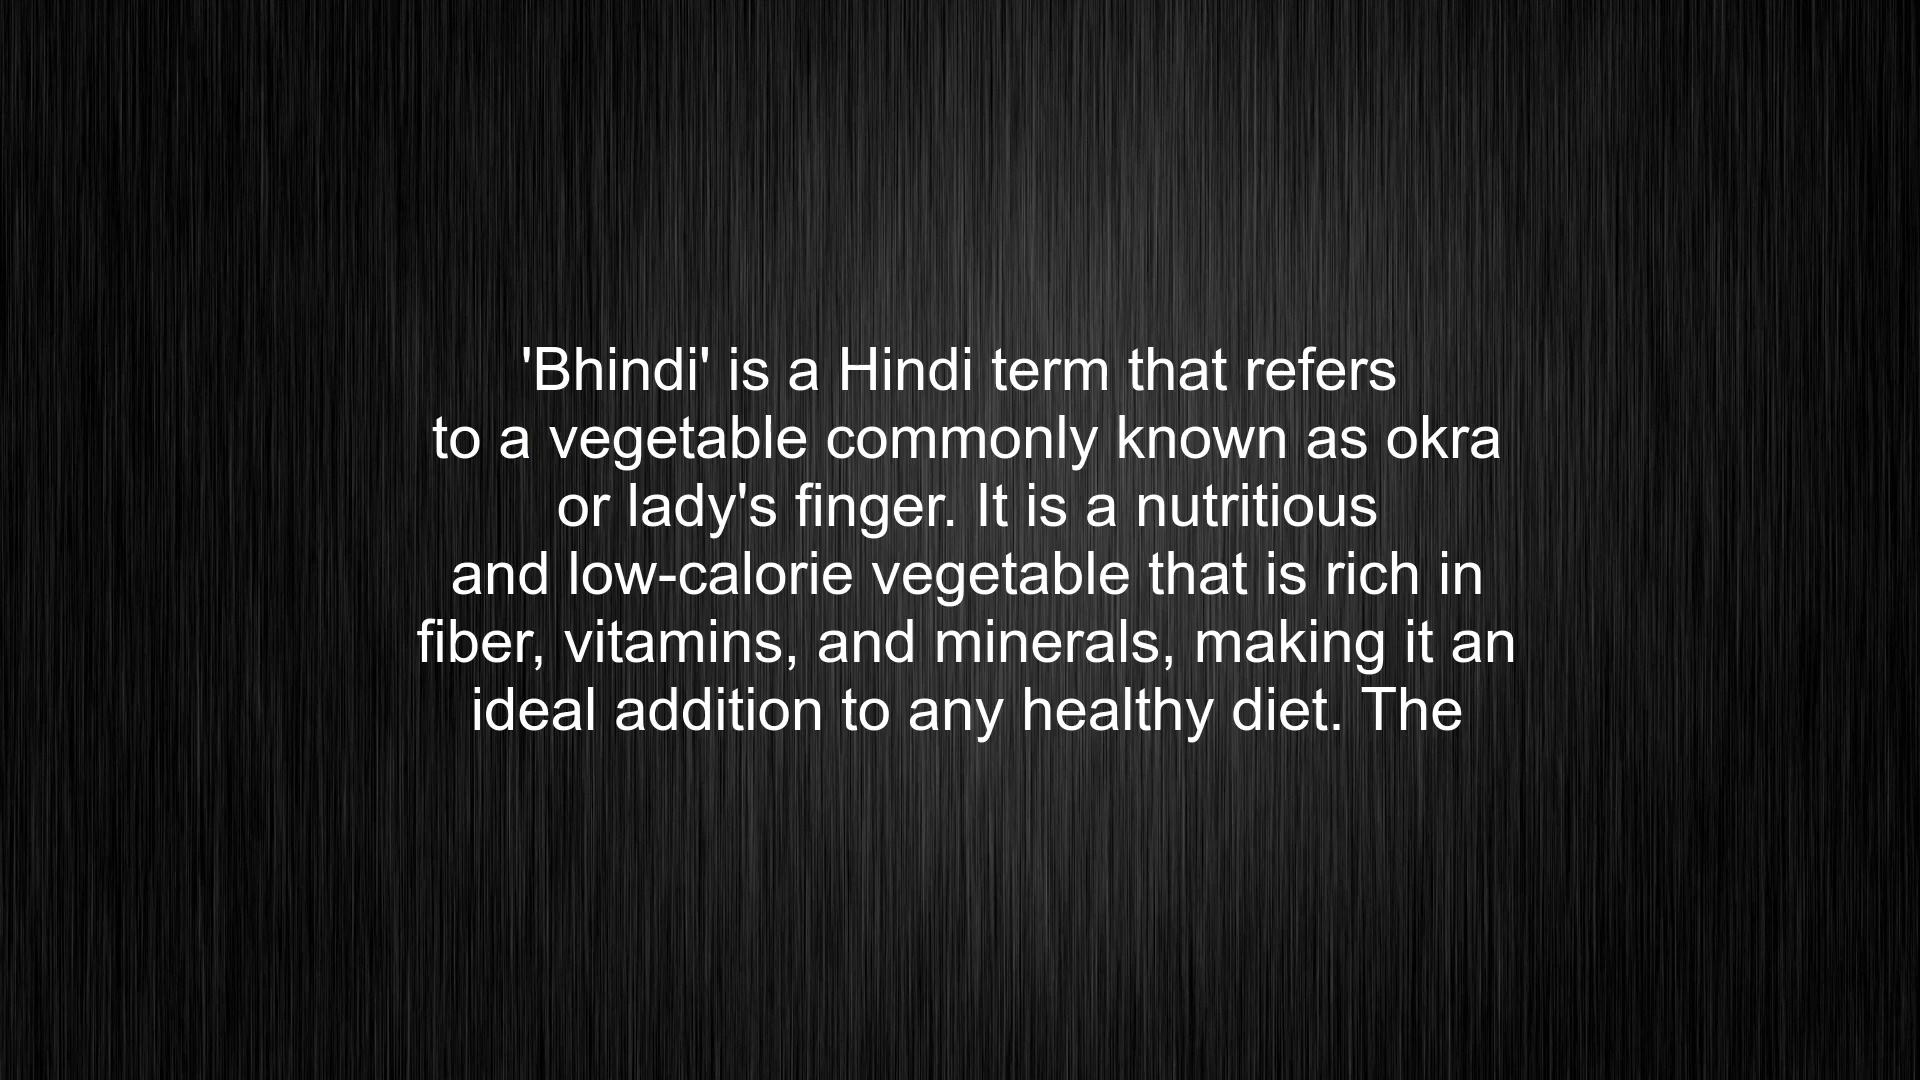 'Bhindi' is a Hindi term that refers
to a vegetable commonly known as okra
or lady's finger. It is a nutritious
and low-calorie vegetable that is rich in
fiber, vitamins, and minerals, making it an
ideal addition to any healthy diet. The